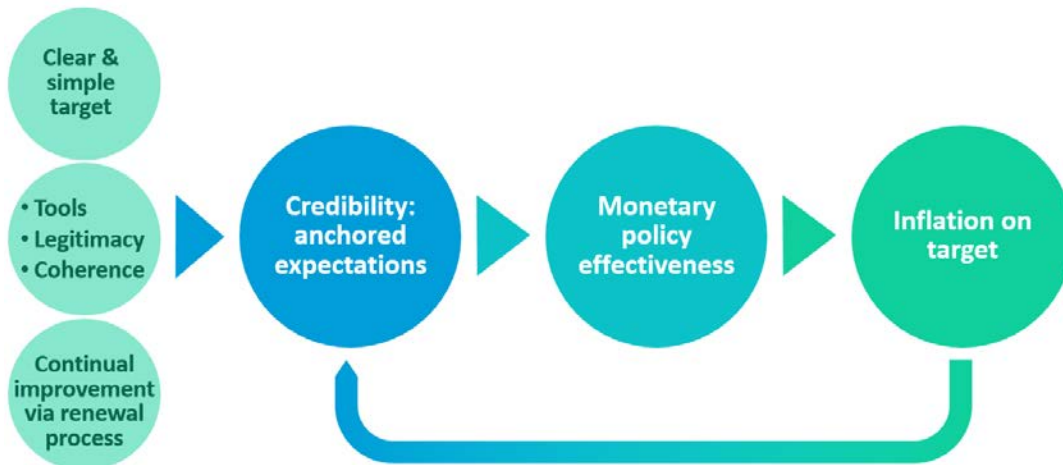 Clear &
simple
target
• Tools
• Legitimacy
• Coherence
Continual
improvement
via renewal
process
Credibility:
anchored
expectations
Monetary
policy
effectiveness
Inflation on
target